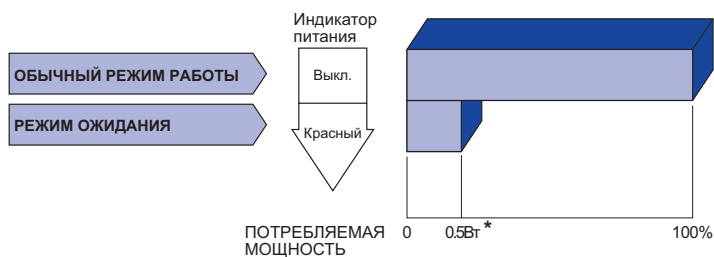 Индикатор
питания
ОБЫЧНЫЙ РЕЖИМ РАБОТЫ
Выкл.
РЕЖИМ ОЖИДАНИЯ
Красный
ПОТРЕБЛЯЕМАЯ
МОЩНОСТЬ
0 0.5Вт * 100%